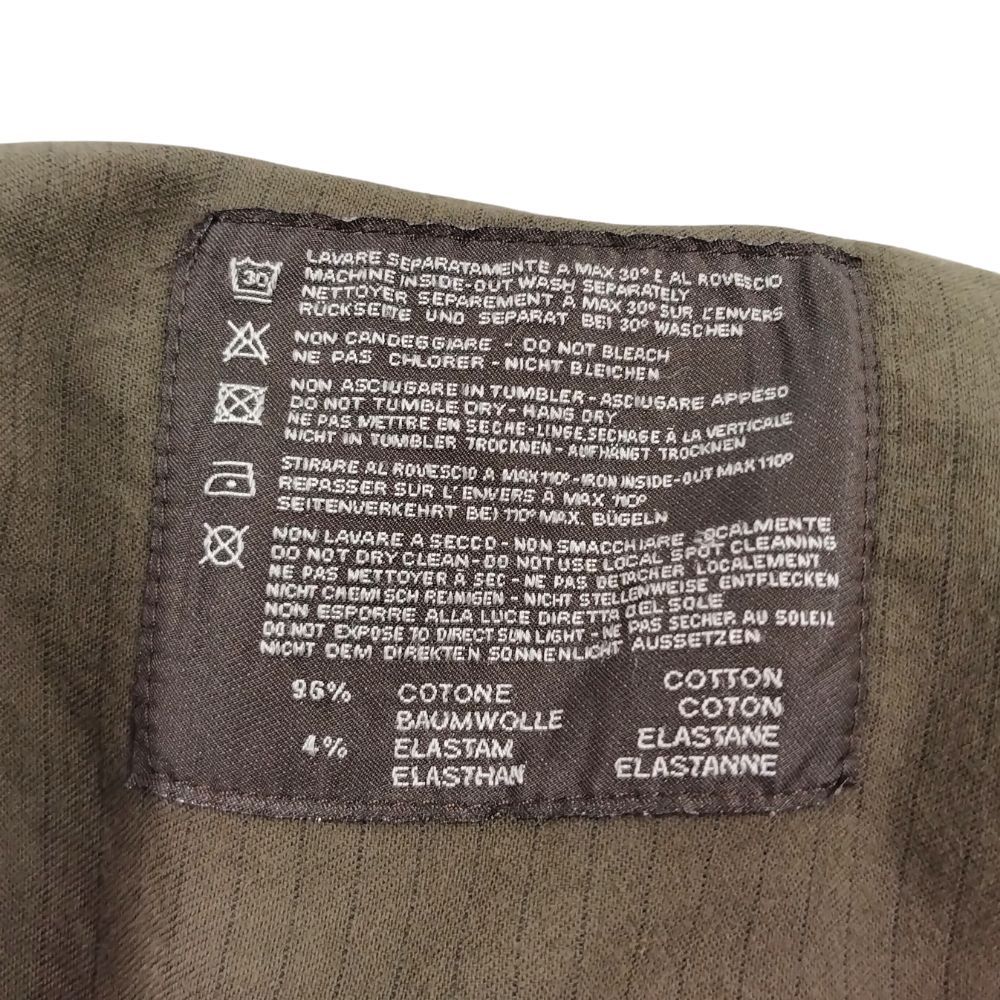 30
LAVARE SEPARATAMENTE A MAX 30° E AL ROVESCIO
MACHINE INSIDE-OUT WASH SEPARATELY
NETTOYER SEPAREMENT A MAX 30° SUR L'ENVERS
RÜCKSEITE UND SEPARAT BEI 30° WASCHEN
NON CANDEGGIARE - DO NOT BLEACH
NE PAS CHLORER - NICHT BLEICHEN
NON ASCIUGARE IN TUMBLER - ASCIUGARE APPESO
DO NOT TUMBLE DRY - HANG DRY
NE PAS METTRE EN SECHE-LINGE, SECHAGE À LA VERTICALE
NICHT IN TUMBLER TROCKNEN - AUFHÄNGT TROCKNEN
STIRARE AL ROVESCIO A MAX 110° - IRON INSIDE-OUT MAX 110°
REPASSER SUR L'ENVERS À MAX 110°
SEITENVERKEHRT BEI 110° MAX. BÜGELN
NON LAVARE A SECCO - NON SMACCHIARE LOCALMENTE
DO NOT DRY CLEAN - DO NOT USE LOCAL SPOT CLEANING
NE PAS NETTOYER À SEC - NE PAS DETACHER LOCALEMENT
NICHT CHEMISCH REINIGEN - NICHT STELLENWEISE ENTFLECKEN
NON ESPORRE ALLA LUCE DIRETTA DEL SOLE
DO NOT EXPOSE TO DIRECT SUN LIGHT - NE PAS SECHER AU SOLEIL
NICHT DEM DIREKTEN SONNENLICHT AUSSETZEN
96% COTONE COTTON
BAUMWOLLE COTON
4% ELASTAM ELASTANE
ELASTHAN ELASTANNE